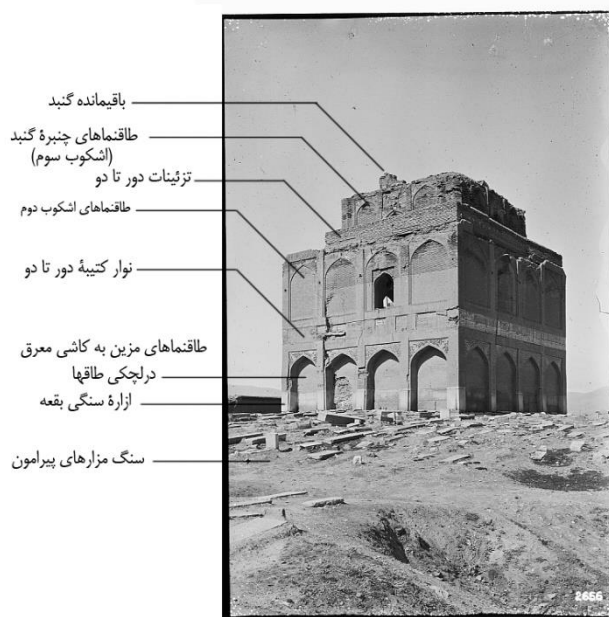 باقیمانده گنبد
طاقنماهای چنبرهٔ گنبد
(اشکوب سوم)
تزئینات دور تا دو
طاقنماهای اشکوب دوم
نوار کتیبهٔ دور تا دو
طاقنماهای مزین به کاشی معرق
درلچکی طاقها
ازارهٔ سنگی بقعه
سنگ مزارهای پیرامون
2656